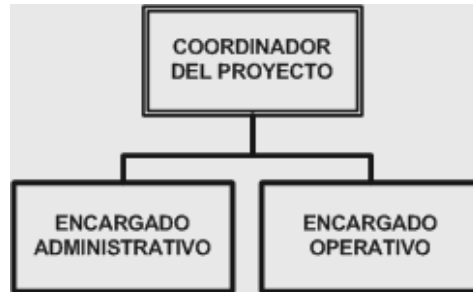 COORDINADOR
DEL PROYECTO
ENCARGADO
ADMINISTRATIVO
ENCARGADO
OPERATIVO